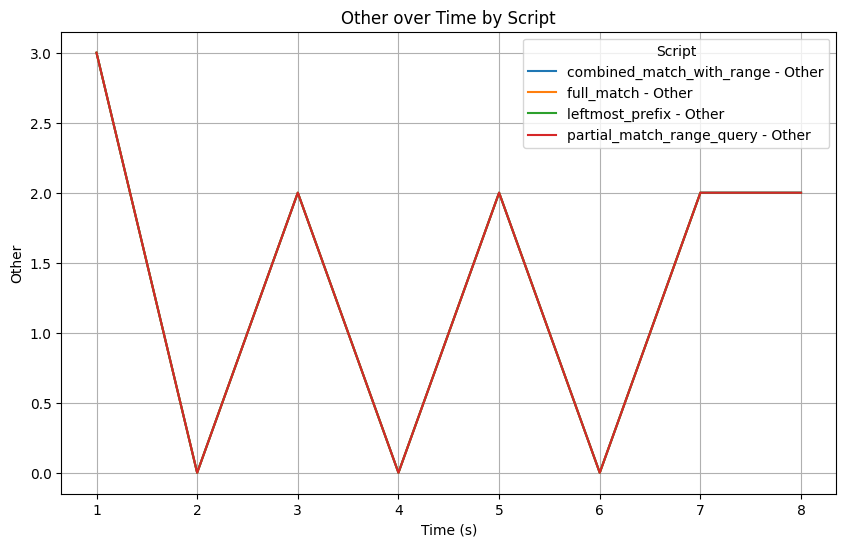 Other over Time by Script
Script
combined_match_with_range - Other
full_match - Other
leftmost_prefix - Other
partial_match_range_query - Other
Other
3.0
2.5
2.0
1.5
1.0
0.5
0.0
1 2 3 4 5 6 7 8
Time (s)